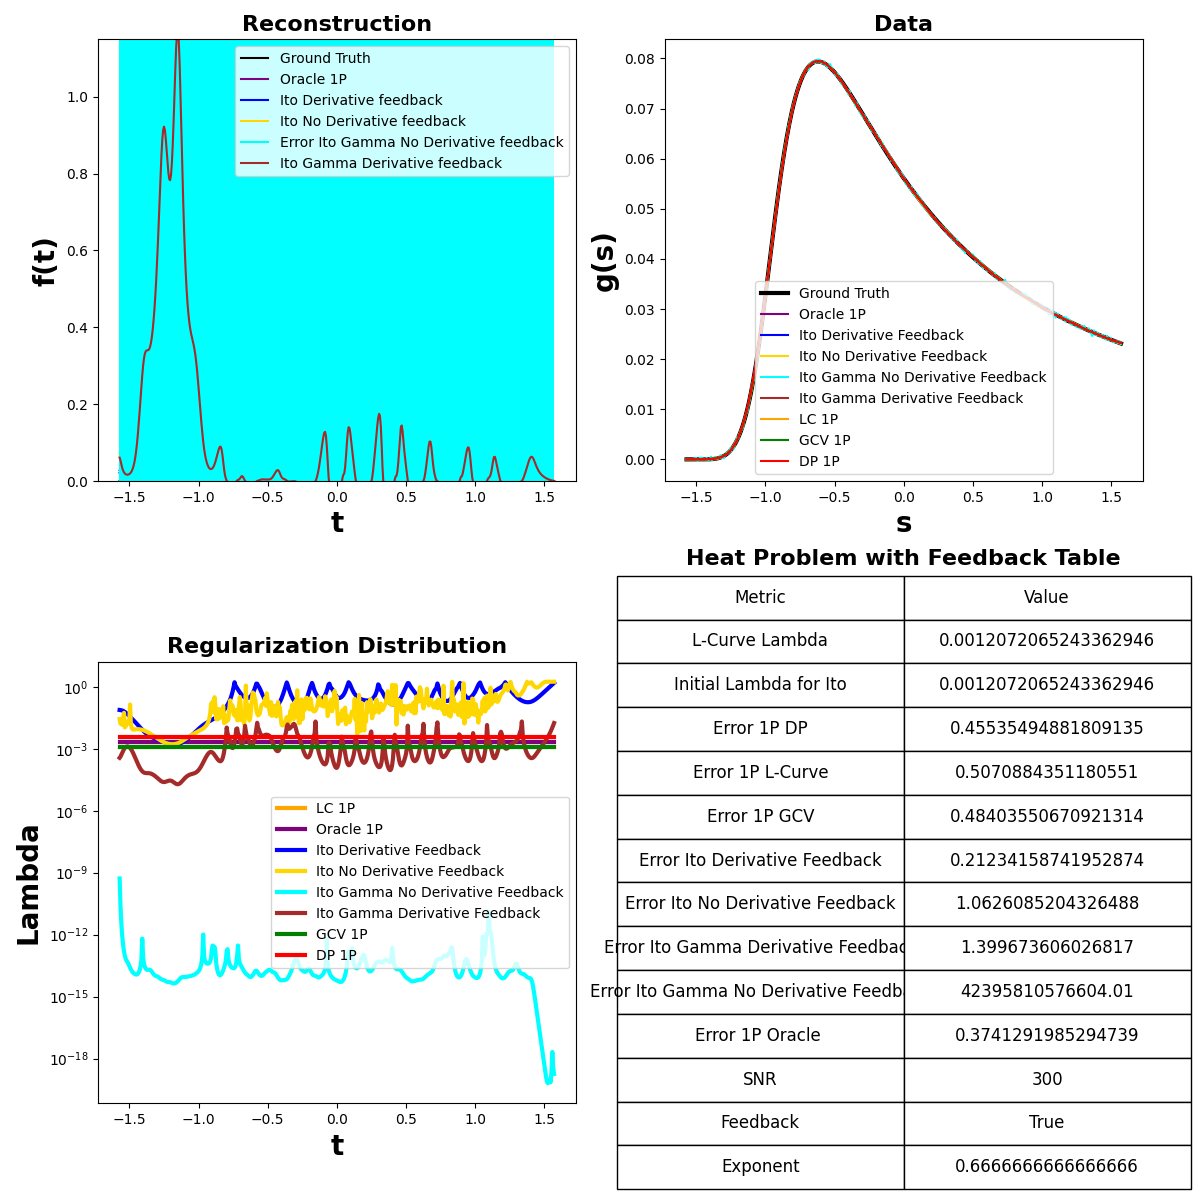 Reconstruction
1.0
0.8
0.6
0.4
0.2
0.0
f(t)
Ground Truth
Oracle 1P
Ito Derivative feedback
Ito No Derivative feedback
Error Ito Gamma No Derivative feedback
Ito Gamma Derivative feedback
−1.5 −1.0 −0.5 0.0 0.5 1.0 1.5
t
Data
0.08
0.07
0.06
0.05
0.04
0.03
0.02
0.01
0.00
g(s)
Ground Truth
Oracle 1P
Ito Derivative Feedback
Ito No Derivative Feedback
Ito Gamma No Derivative Feedback
Ito Gamma Derivative Feedback
LC 1P
GCV 1P
DP 1P
−1.5 −1.0 −0.5 0.0 0.5 1.0 1.5
s
Regularization Distribution
10⁰
10⁻³
10⁻⁶
10⁻⁹
10⁻¹²
10⁻¹⁵
10⁻¹⁸
Lambda
LC 1P
Oracle 1P
Ito Derivative Feedback
Ito No Derivative Feedback
Ito Gamma No Derivative Feedback
Ito Gamma Derivative Feedback
GCV 1P
DP 1P
−1.5 −1.0 −0.5 0.0 0.5 1.0 1.5
t
Heat Problem with Feedback Table
Metric Value
L-Curve Lambda 0.0012072065243362946
Initial Lambda for Ito 0.0012072065243362946
Error 1P DP 0.45535494881809135
Error 1P L-Curve 0.5070884351180551
Error 1P GCV 0.48403550670921314
Error Ito Derivative Feedback 0.21234158741952874
Error Ito No Derivative Feedback 1.0626085204326488
Error Ito Gamma Derivative Feedbac 1.399673606026817
Error Ito Gamma No Derivative Feedb 42395810576604.01
Error 1P Oracle 0.3741291985294739
SNR 300
Feedback True
Exponent 0.6666666666666666